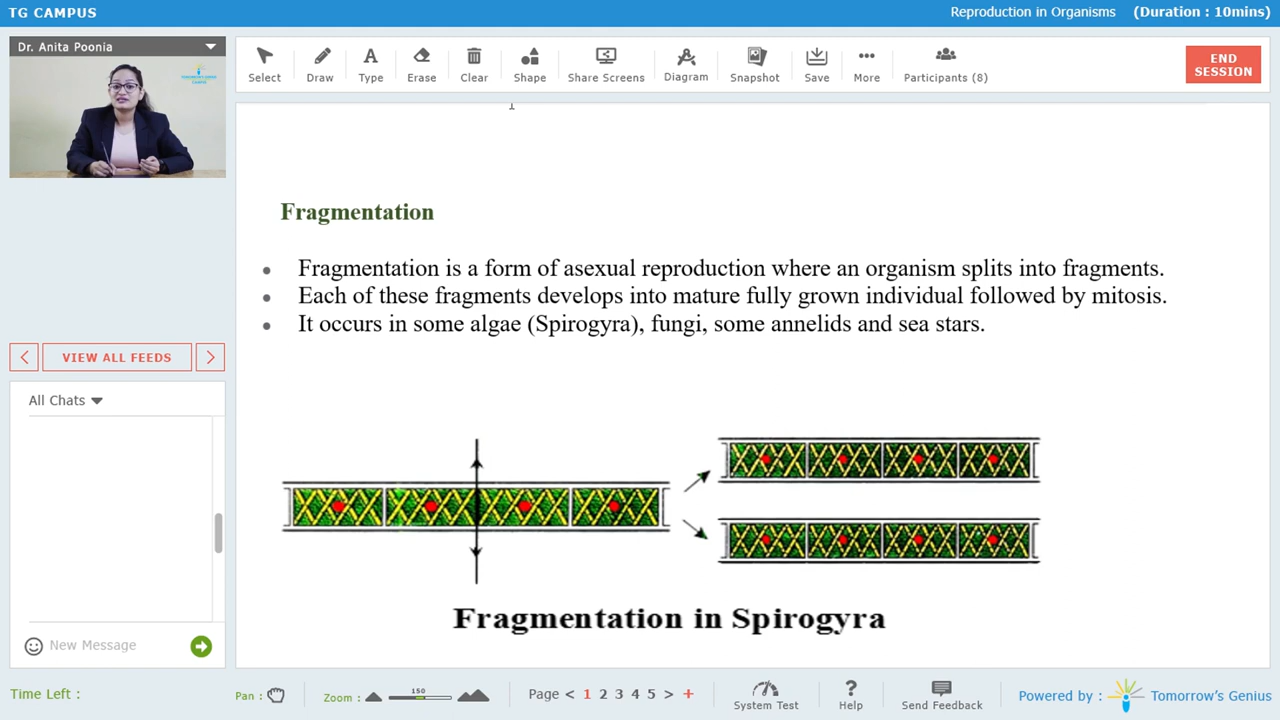 TG CAMPUS
Reproduction in Organisms (Duration : 10mins)
Dr. Anita Poonia
Select
Draw
Type
Erase
Clear
Shape
Share Screens
Diagram
Snapshot
Save
More
Participants (8)
END SESSION
Fragmentation
Fragmentation is a form of asexual reproduction where an organism splits into fragments.
Each of these fragments develops into mature fully grown individual followed by mitosis.
It occurs in some algae (Spirogyra), fungi, some annelids and sea stars.
VIEW ALL FEEDS
All Chats
New Message
Fragmentation in Spirogyra
Time Left :
Pan :
Zoom :
150
Page < 1 2 3 4 5 > +
System Test
Help
Send Feedback
Powered by : Tomorrow's Genius